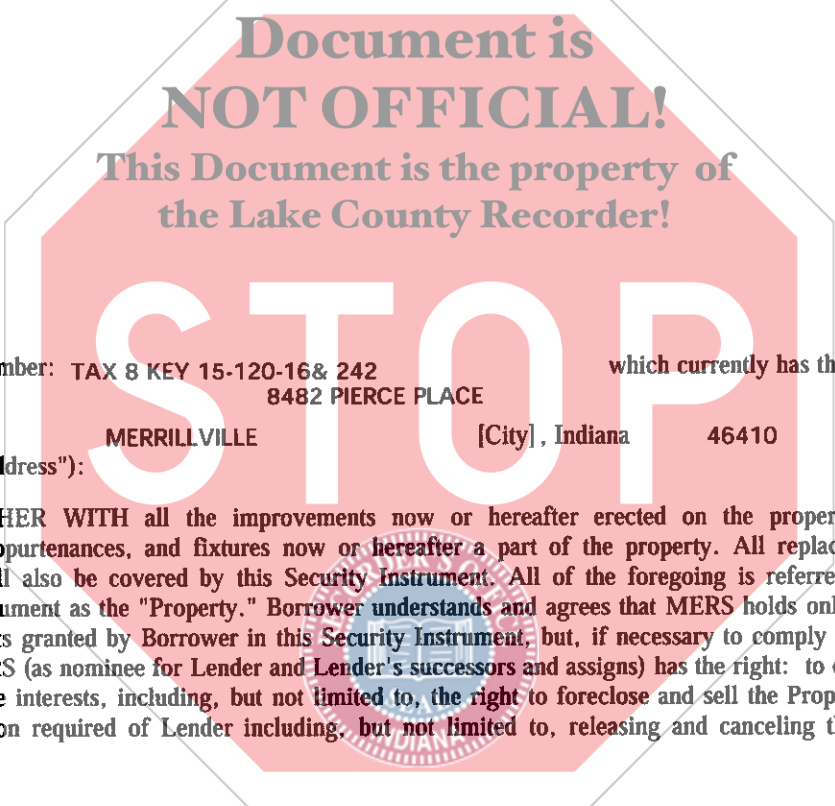 Document is
NOT OFFICIAL!
This Document is the property of
the Lake County Recorder!
STOP
mber: TAX 8 KEY 15-120-16& 242 which currently has th
8482 PIERCE PLACE
MERRILLVILLE [City] , Indiana 46410
ldress"):
HER WITH all the improvements now or hereafter erected on the proper
ppurtenances, and fixtures now or hereafter a part of the property. All replac
l also be covered by this Security Instrument. All of the foregoing is referre
ument as the "Property." Borrower understands and agrees that MERS holds onl
s granted by Borrower in this Security Instrument, but, if necessary to comply
S (as nominee for Lender and Lender's successors and assigns) has the right: to
e interests, including, but not limited to, the right to foreclose and sell the Prop
on required of Lender including, but not limited to, releasing and canceling th
INDIANA